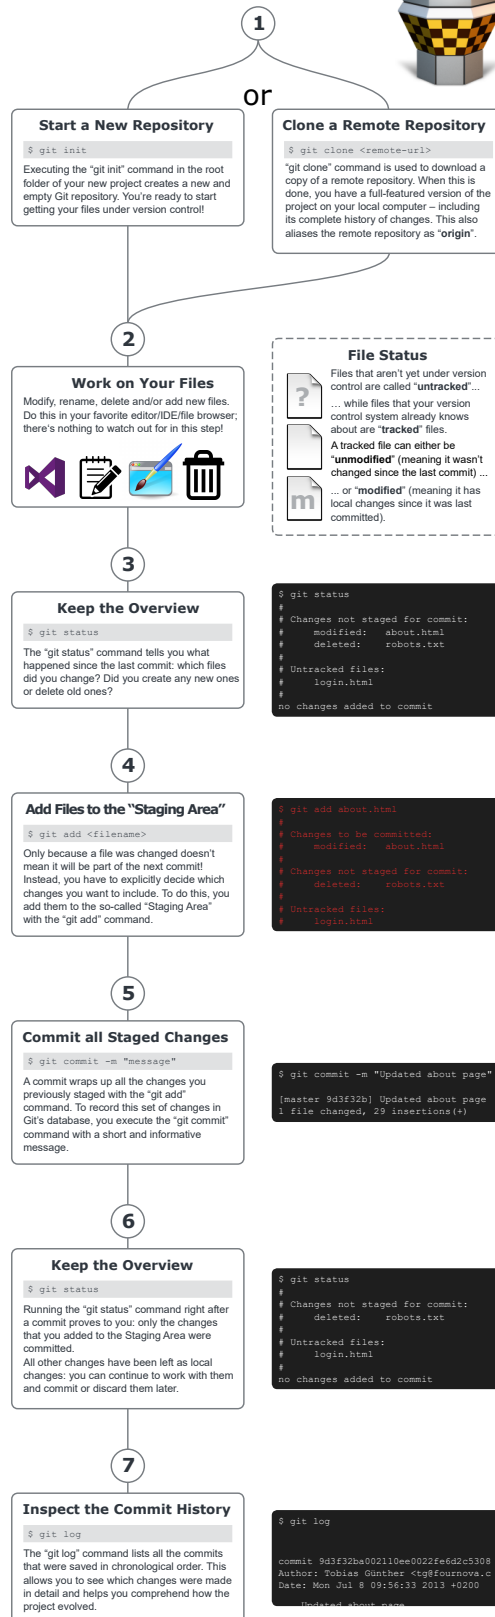 1
or
Start a New Repository
$ git init
Executing the “git init” command in the root
folder of your new project creates a new and
empty Git repository. You're ready to start
getting your files under version control!
Clone a Remote Repository
$ git clone <remote-url>
“git clone” command is used to download a
copy of a remote repository. When this is
done, you have a full-featured version of the
project on your local computer – including
its complete history of changes. This also
aliases the remote repository as “origin”.
2
Work on Your Files
Modify, rename, delete and/or add new files.
Do this in your favorite editor/IDE/file browser;
there's nothing to watch out for in this step!
File Status
?
Files that aren't yet under version
control are called “untracked”...
… while files that your version
control system already knows
about are “tracked” files.
A tracked file can either be
“unmodified” (meaning it wasn't
changed since the last commit) ...
m
... or “modified” (meaning it has
local changes since it was last
committed).
3
Keep the Overview
$ git status
The “git status” command tells you what
happened since the last commit: which files
did you change? Did you create any new ones
or delete old ones?
$ git status
#
# Changes not staged for commit:
#     modified:   about.html
#     deleted:    robots.txt
#
# Untracked files:
#     login.html
#
no changes added to commit
4
Add Files to the “Staging Area”
$ git add <filename>
Only because a file was changed doesn't
mean it will be part of the next commit!
Instead, you have to explicitly decide which
changes you want to include. To do this, you
add them to the so-called “Staging Area”
with the “git add” command.
$ git add about.html
#
# Changes to be committed:
#     modified:   about.html
#
# Changes not staged for commit:
#     deleted:    robots.txt
#
# Untracked files:
#     login.html
5
Commit all Staged Changes
$ git commit -m "message"
A commit wraps up all the changes you
previously staged with the “git add”
command. To record this set of changes in
Git's database, you execute the “git commit”
command with a short and informative
message.
$ git commit -m "Updated about page"
[master 9d3f32b] Updated about page
1 file changed, 29 insertions(+)
6
Keep the Overview
$ git status
Running the “git status” command right after
a commit proves to you: only the changes
that you added to the Staging Area were
committed.
All other changes have been left as local
changes: you can continue to work with them
and commit or discard them later.
$ git status
#
# Changes not staged for commit:
#     deleted:    robots.txt
#
# Untracked files:
#     login.html
#
no changes added to commit
7
Inspect the Commit History
$ git log
The “git log” command lists all the commits
that were saved in chronological order. This
allows you to see which changes were made
in detail and helps you comprehend how the
project evolved.
$ git log
commit 9d3f32ba002110ee0022fe6d2c5308
Author: Tobias Günther <tg@fournova.c
Date: Mon Jul 8 09:56:33 2013 +0200
Updated about page